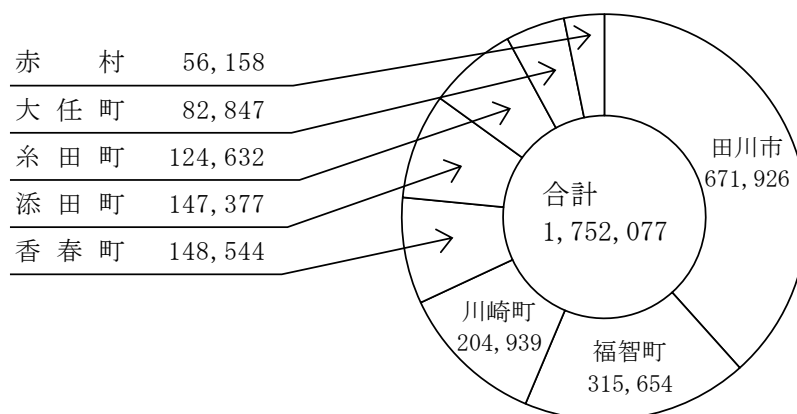 赤村 56,158
大任町 82,847
糸田町 124,632
添田町 147,377
香春町 148,544
田川市
671,926
合計
1,752,077
川崎町
204,939
福智町
315,654